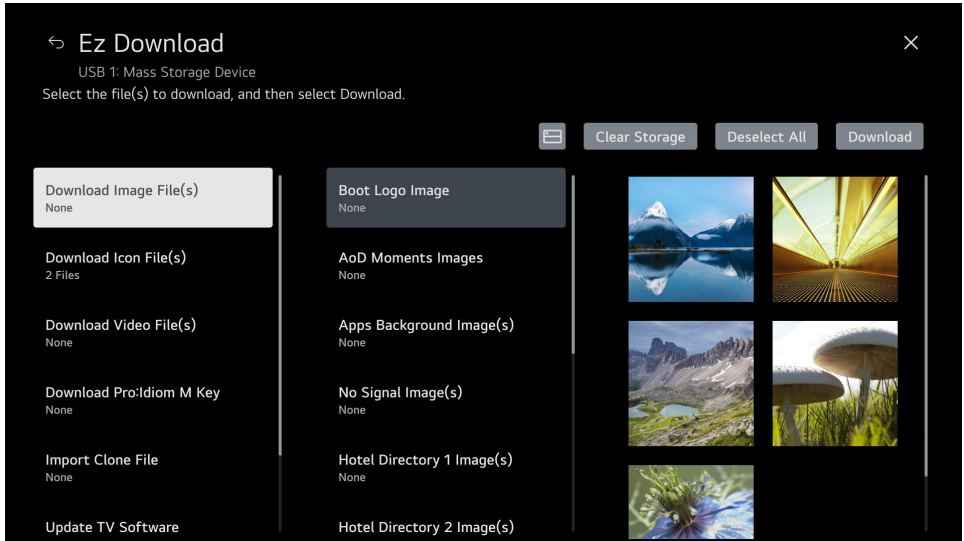 Ez Download
USB 1: Mass Storage Device
Select the file(s) to download, and then select Download.
Clear Storage
Deselect All
Download
Download Image File(s)
None
Download Icon File(s)
2 Files
Download Video File(s)
None
Download Pro:Idiom M Key
None
Import Clone File
None
Update TV Software
Boot Logo Image
None
AoD Moments Images
None
Apps Background Image(s)
None
No Signal Image(s)
None
Hotel Directory 1 Image(s)
None
Hotel Directory 2 Image(s)